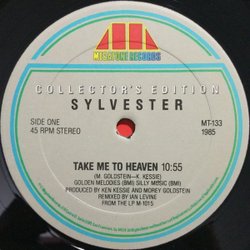 MEGATONE RECORDS
COLLECTOR'S EDITION
SYLVESTER
SIDE ONE
45 RPM STEREO
MT-133
1985
TAKE ME TO HEAVEN 10:55
(M. GOLDSTEIN—K. KESSIE)
GOLDEN MELODIES (BMI) SILLY MUSIC (BMI)
PRODUCED BY KEN KESSIE AND MOREY GOLDSTEIN
REMIXED BY IAN LEVINE
FROM THE LP M-1015